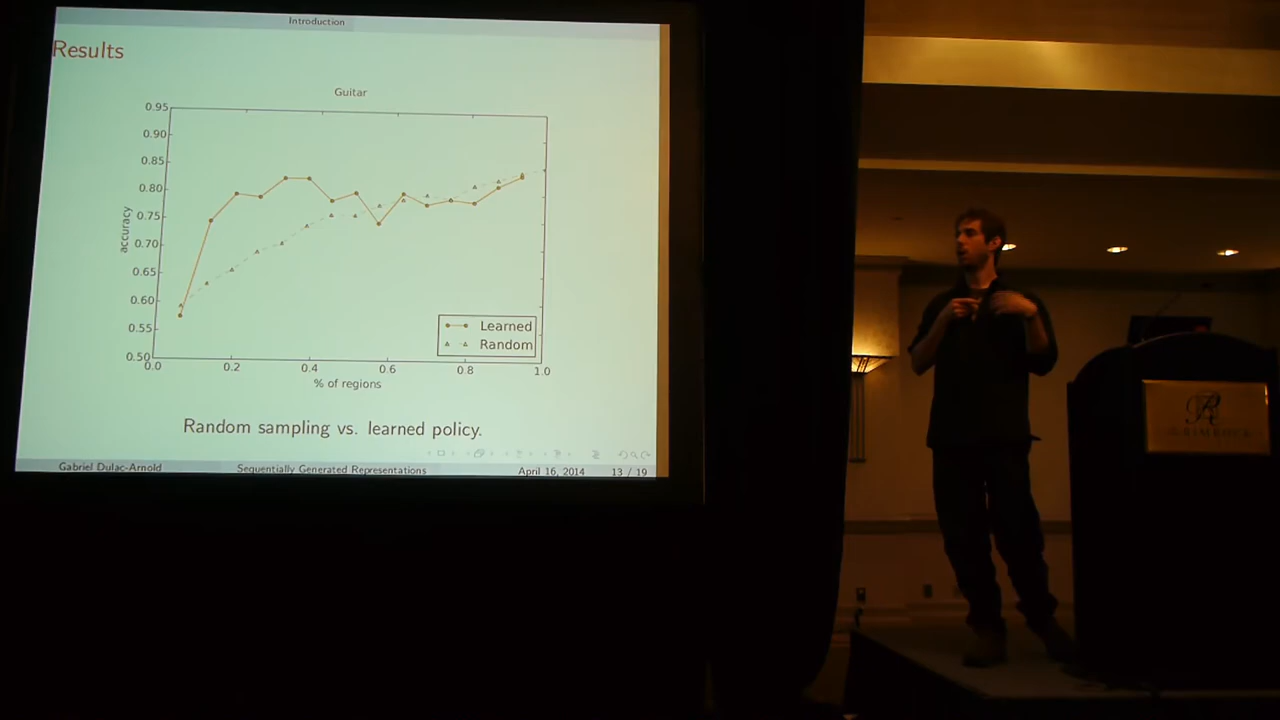 Introduction
Results
Guitar
0.95
0.90
0.85
0.80
0.75
0.70
0.65
0.60
0.55
0.50
accuracy
0.0 0.2 0.4 0.6 0.8 1.0
% of regions
Learned
Random
Random sampling vs. learned policy.
Gabriel Dulac-Arnold Sequentially Generated Representations April 16, 2014 13 / 19
R